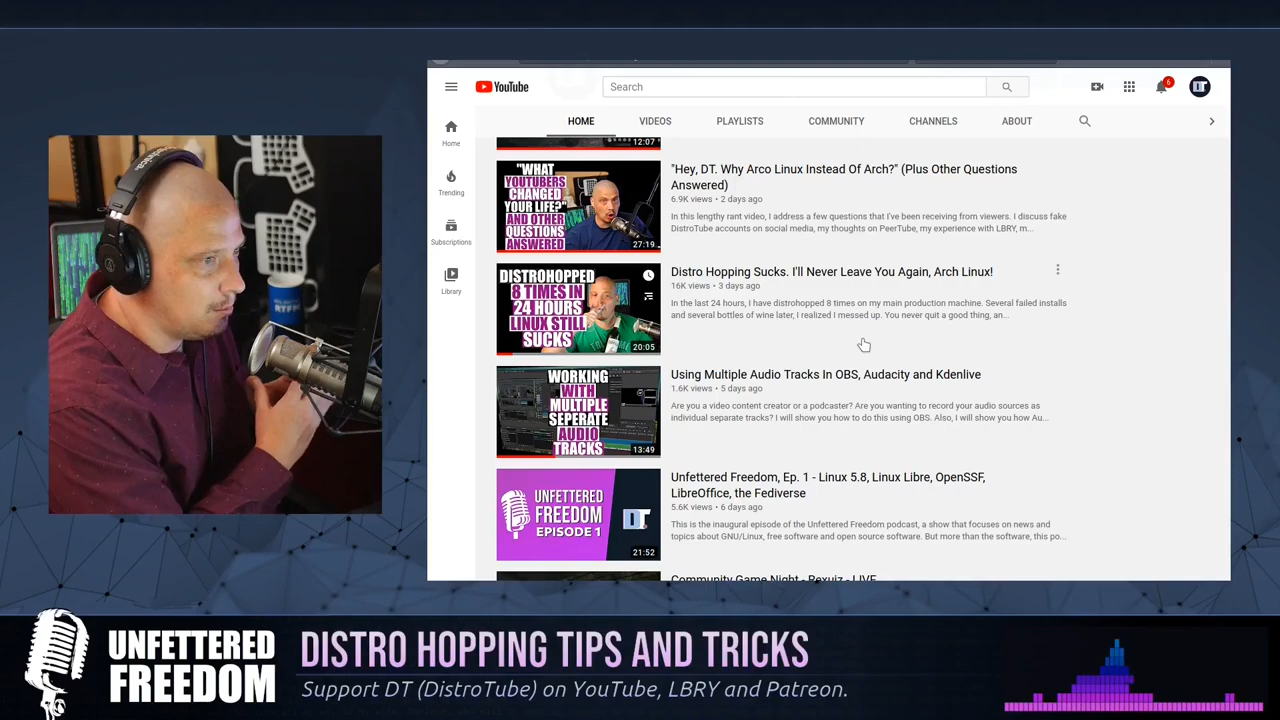 YouTube
Search
6
DT
HOME
VIDEOS
PLAYLISTS
COMMUNITY
CHANNELS
ABOUT
Home
Trending
Subscriptions
Library
12:07
"WHAT
YOUTUBERS
CHANGED
YOUR LIFE?"
AND OTHER
QUESTIONS
ANSWERED
27:19
"Hey, DT. Why Arco Linux Instead Of Arch?" (Plus Other Questions
Answered)
6.9K views • 2 days ago
In this lengthy rant video, I address a few questions that I've been receiving from viewers. I discuss fake
DistroTube accounts on social media, my thoughts on PeerTube, my experience with LBRY, m...
DISTROHOPPED
8 TIMES IN
24 HOURS
LINUX STILL
SUCKS
20:05
Distro Hopping Sucks. I'll Never Leave You Again, Arch Linux!
16K views • 3 days ago
In the last 24 hours, I have distrohopped 8 times on my main production machine. Several failed installs
and several bottles of wine later, I realized I messed up. You never quit a good thing, an...
WORKING
WITH
MULTIPLE
SEPERATE
AUDIO
TRACKS
13:49
Using Multiple Audio Tracks In OBS, Audacity and Kdenlive
1.6K views • 5 days ago
Are you a video content creator or a podcaster? Are you wanting to record your audio sources as
individual separate tracks? I will show you how to do this using OBS. Also, I will show you how Au...
UNFETTERED
FREEDOM
EPISODE 1
DT
21:52
Unfettered Freedom, Ep. 1 - Linux 5.8, Linux Libre, OpenSSF,
LibreOffice, the Fediverse
5.6K views • 6 days ago
This is the inaugural episode of the Unfettered Freedom podcast, a show that focuses on news and
topics about GNU/Linux, free software and open source software. But more than the software, this po...
Community Game Night - Rexuiz - LIVE
RTFM
UNFETTERED
FREEDOM
DISTRO HOPPING TIPS AND TRICKS
Support DT (DistroTube) on YouTube, LBRY and Patreon.